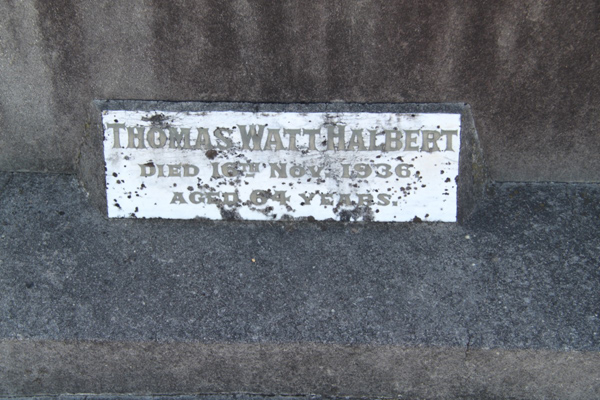 THOMAS WATT HALBERT
DIED 16TH NOV. 1936.
AGED 64 YEARS.